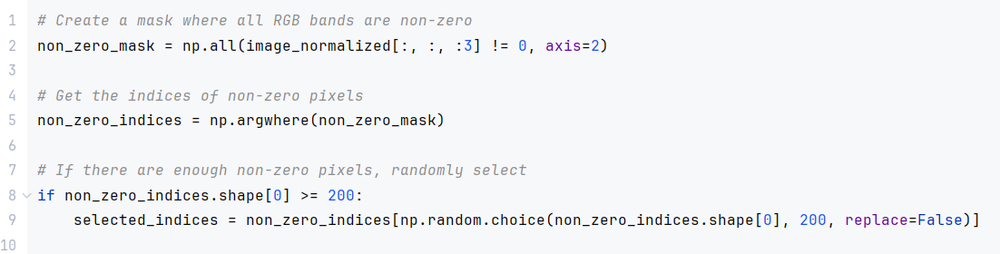 1 # Create a mask where all RGB bands are non-zero
2 non_zero_mask = np.all(image_normalized[:, :, :3] != 0, axis=2)
3
4 # Get the indices of non-zero pixels
5 non_zero_indices = np.argwhere(non_zero_mask)
6
7 # If there are enough non-zero pixels, randomly select
8 if non_zero_indices.shape[0] >= 200:
9     selected_indices = non_zero_indices[np.random.choice(non_zero_indices.shape[0], 200, replace=False)]
10